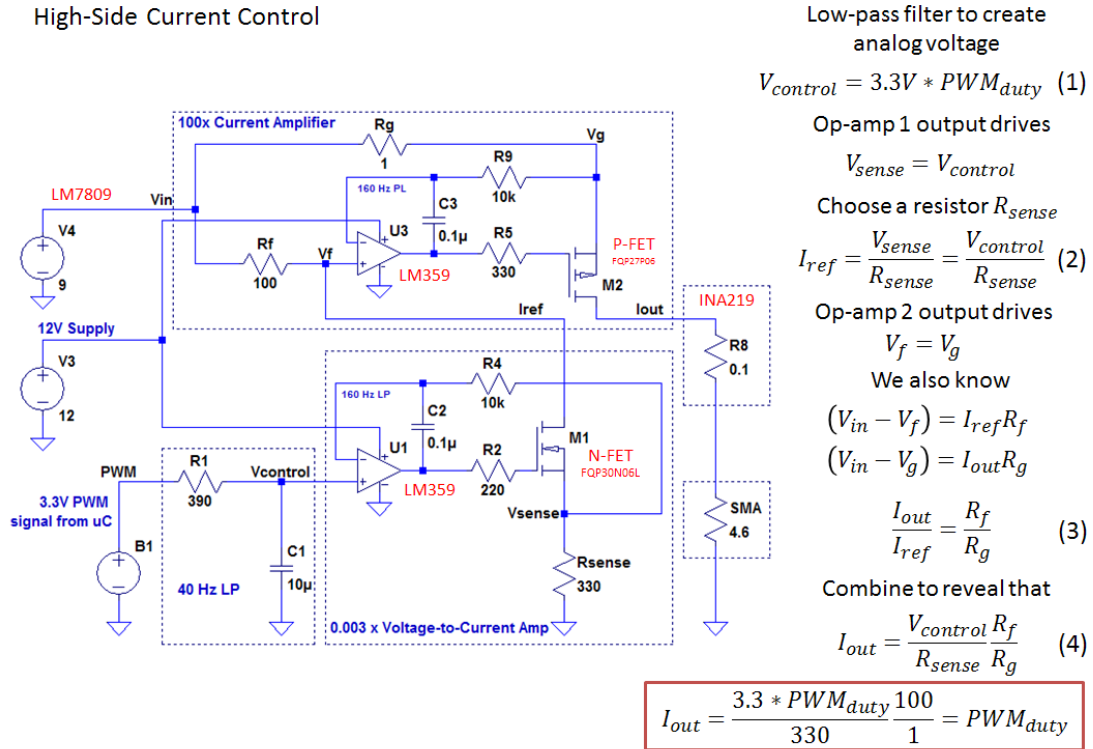 High-Side Current Control
100x Current Amplifier
Rg
1
Vg
R9
10k
160 Hz PL
C3
0.1µ
LM7809
Vin
V4
9
U3
R5
330
P-FET
FQP27P06
M2
Rf
100
Vf
LM359
Iref
Iout
INA219
R8
0.1
12V Supply
V3
12
R4
10k
160 Hz LP
C2
0.1µ
M1
U1
R2
220
N-FET
FQP30N06L
LM359
PWM
R1
390
Vcontrol
3.3V PWM
signal from uC
B1
Vsense
SMA
4.6
C1
10µ
Rsense
330
40 Hz LP
0.003 x Voltage-to-Current Amp
Low-pass filter to create
analog voltage
V_control = 3.3V * PWM_duty (1)
Op-amp 1 output drives
V_sense = V_control
Choose a resistor R_sense
I_ref = V_sense / R_sense = V_control / R_sense (2)
Op-amp 2 output drives
V_f = V_g
We also know
(V_in − V_f) = I_ref R_f
(V_in − V_g) = I_out R_g
I_out / I_ref = R_f / R_g (3)
Combine to reveal that
I_out = V_control / R_sense R_f / R_g (4)
I_out = 3.3 * PWM_duty / 330 100 / 1 = PWM_duty